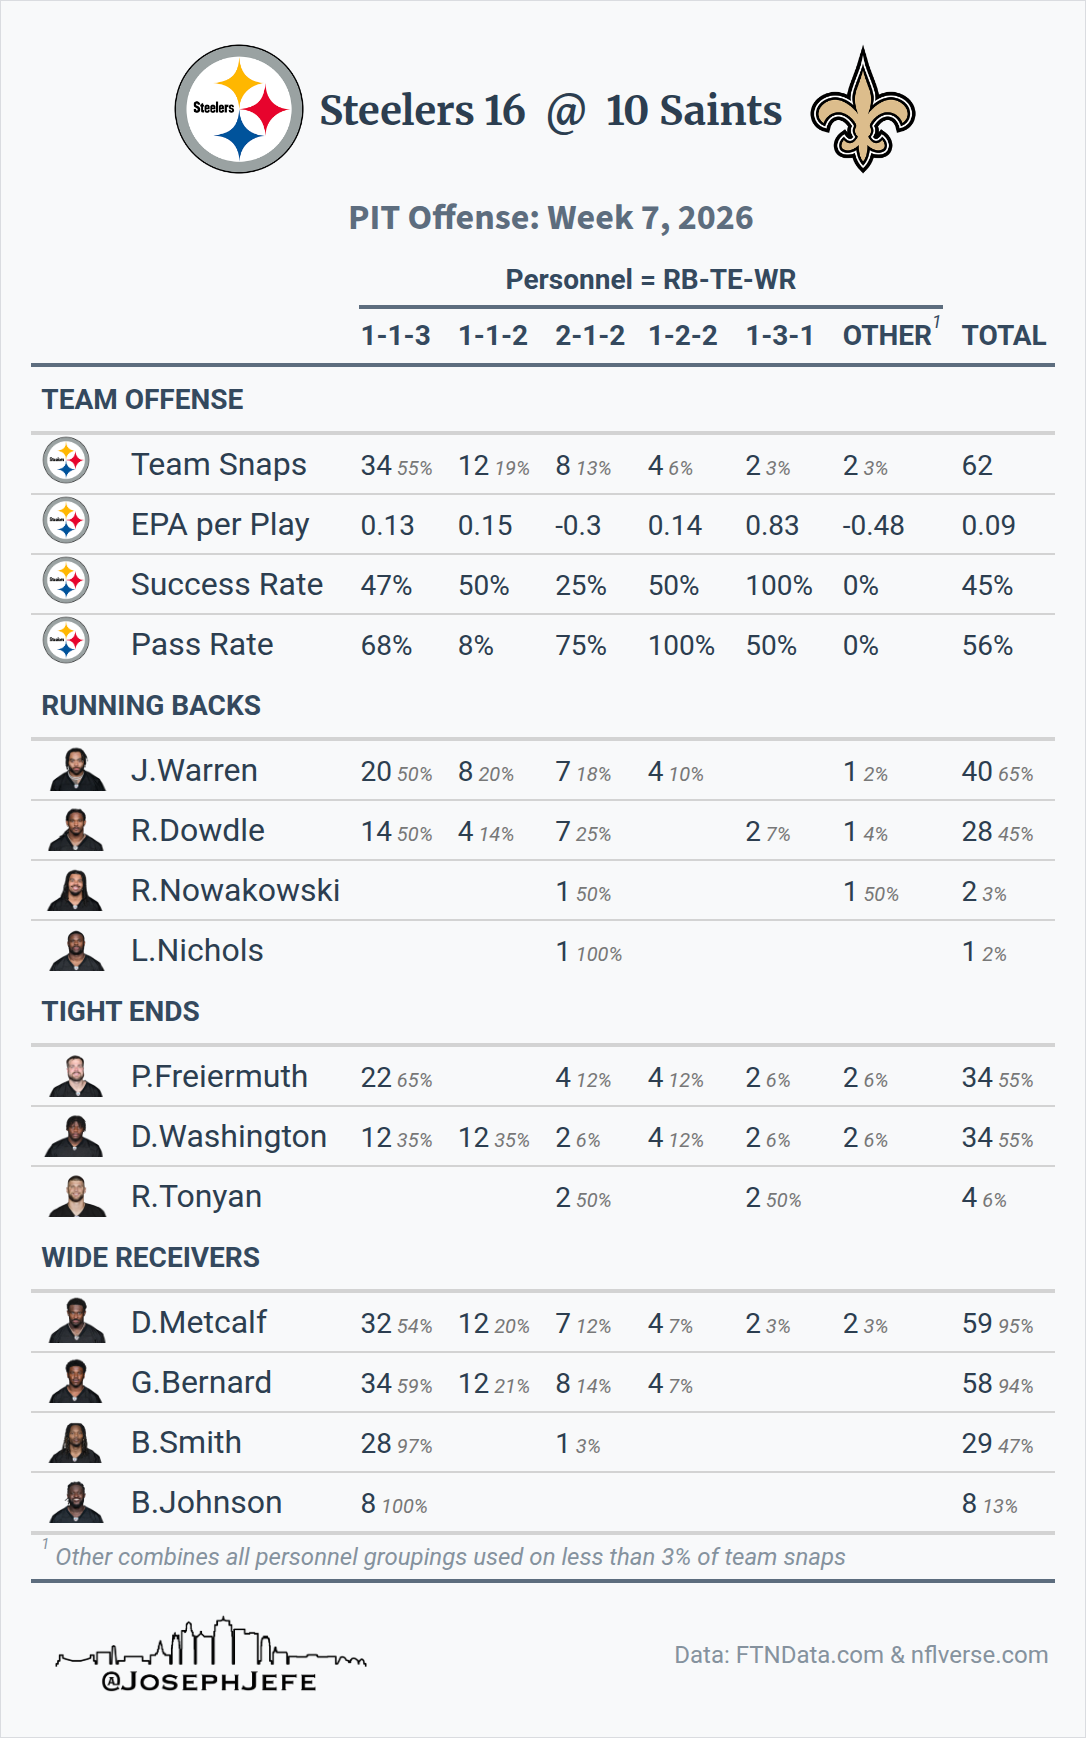 Steelers
Steelers 16 @ 10 Saints
PIT Offense: Week 7, 2026
Personnel = RB-TE-WR
1-1-3 1-1-2 2-1-2 1-2-2 1-3-1 OTHER1 TOTAL
TEAM OFFENSE
Team Snaps 34 55% 12 19% 8 13% 4 6% 2 3% 2 3% 62
EPA per Play 0.13 0.15 -0.3 0.14 0.83 -0.48 0.09
Success Rate 47% 50% 25% 50% 100% 0% 45%
Pass Rate 68% 8% 75% 100% 50% 0% 56%
RUNNING BACKS
J.Warren 20 50% 8 20% 7 18% 4 10% 1 2% 40 65%
R.Dowdle 14 50% 4 14% 7 25% 2 7% 1 4% 28 45%
R.Nowakowski 1 50% 1 50% 2 3%
L.Nichols 1 100% 1 2%
TIGHT ENDS
P.Freiermuth 22 65% 4 12% 4 12% 2 6% 2 6% 34 55%
D.Washington 12 35% 12 35% 2 6% 4 12% 2 6% 2 6% 34 55%
R.Tonyan 2 50% 2 50% 4 6%
WIDE RECEIVERS
D.Metcalf 32 54% 12 20% 7 12% 4 7% 2 3% 2 3% 59 95%
G.Bernard 34 59% 12 21% 8 14% 4 7% 58 94%
B.Smith 28 97% 1 3% 29 47%
B.Johnson 8 100% 8 13%
1 Other combines all personnel groupings used on less than 3% of team snaps
@JOSEPHJEFE
Data: FTNData.com & nflverse.com